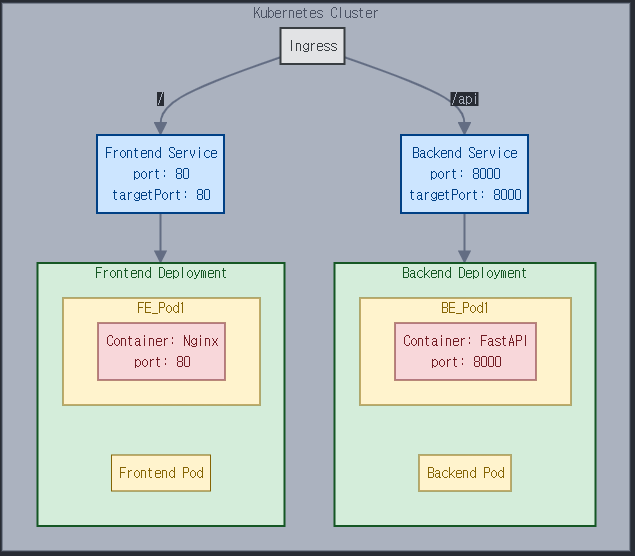 Kubernetes Cluster
Ingress
/
/api
Frontend Service
port: 80
targetPort: 80
Backend Service
port: 8000
targetPort: 8000
Frontend Deployment
FE_Pod1
Container: Nginx
port: 80
Frontend Pod
Backend Deployment
BE_Pod1
Container: FastAPI
port: 8000
Backend Pod